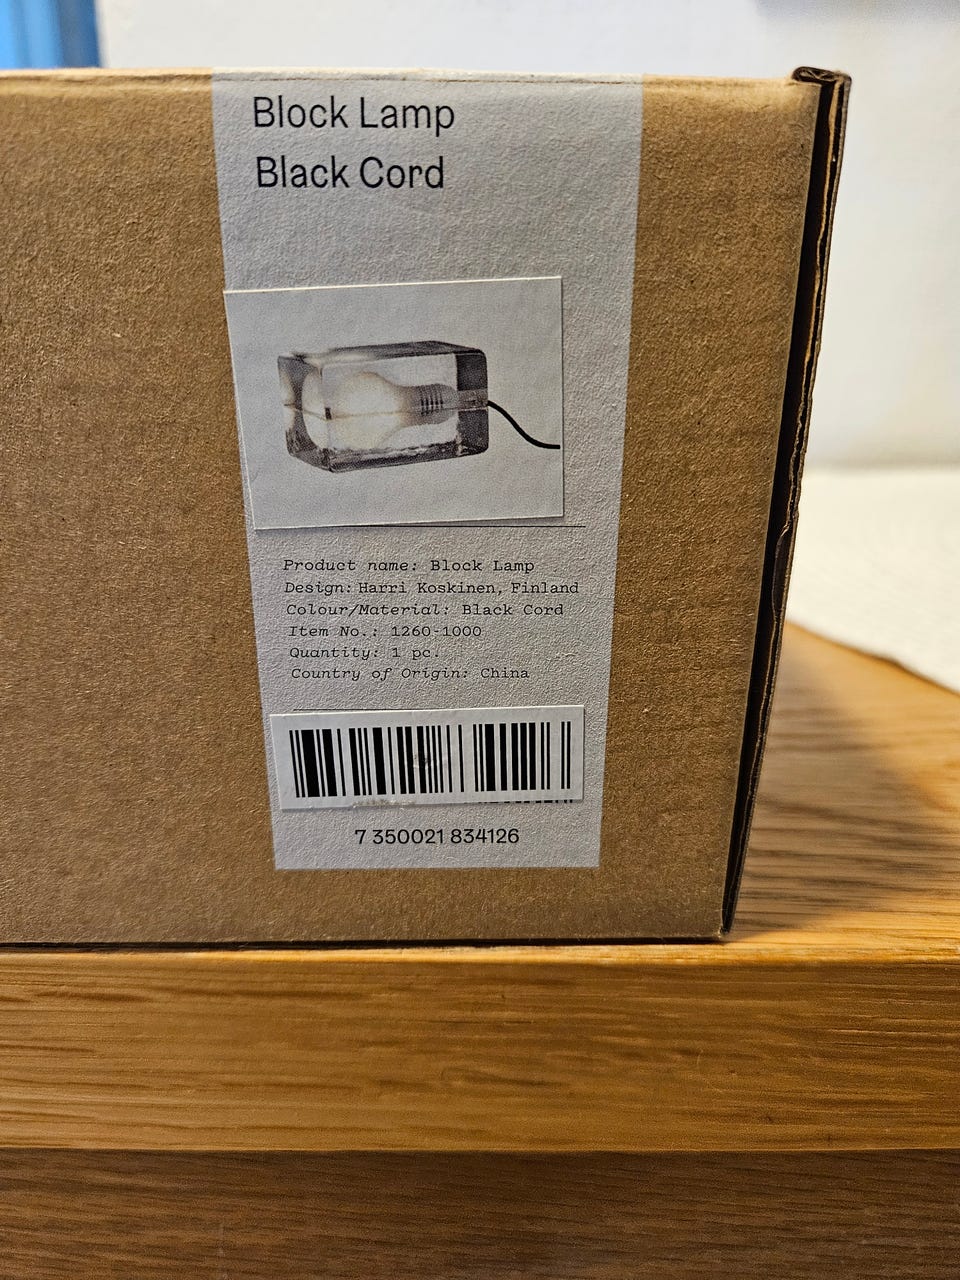 Block Lamp
Black Cord
Product name: Block Lamp
Design: Harri Koskinen, Finland
Colour/Material: Black Cord
Item No.: 1260-1000
Quantity: 1 pc.
Country of Origin: China
7 350021 834126